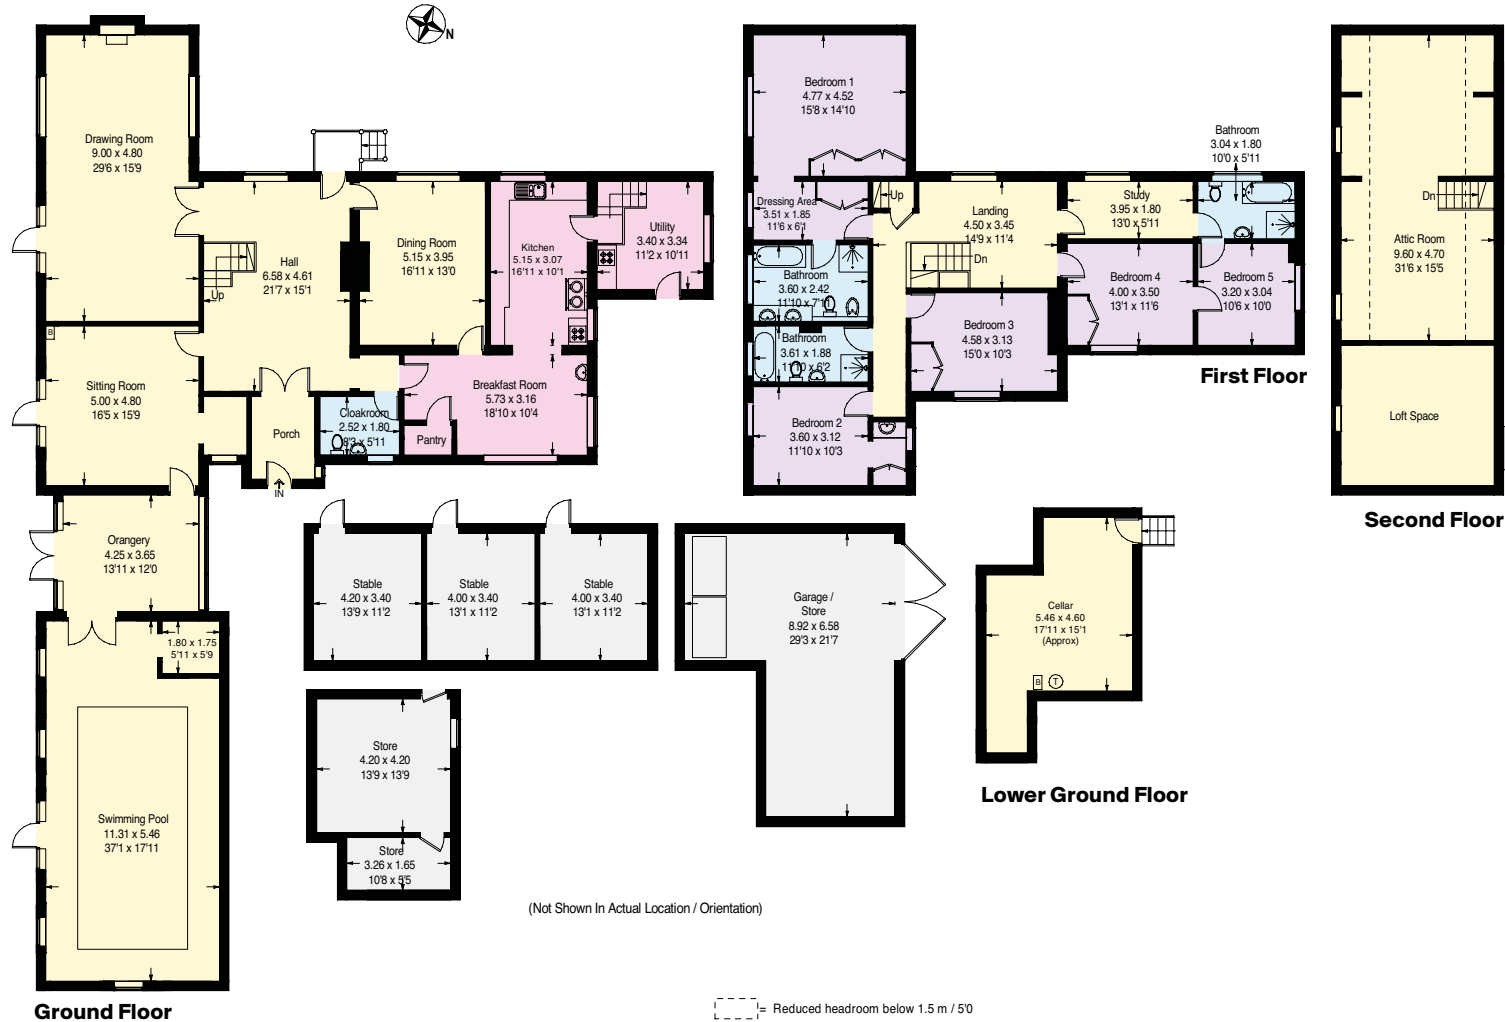 N
Drawing Room
9.00 x 4.80
29'6 x 15'9
Hall
6.58 x 4.61
21'7 x 15'1
Up
Dining Room
5.15 x 3.95
16'11 x 13'0
Kitchen
5.15 x 3.07
16'11 x 10'1
Utility
3.40 x 3.34
11'2 x 10'11
B
Sitting Room
5.00 x 4.80
16'5 x 15'9
Breakfast Room
5.73 x 3.16
18'10 x 10'4
Pantry
Cloakroom
2.52 x 1.80
8'3 x 5'11
Porch
IN
Orangery
4.25 x 3.65
13'11 x 12'0
1.80 x 1.75
5'11 x 5'9
Swimming Pool
11.31 x 5.46
37'1 x 17'11
Ground Floor
Bedroom 1
4.77 x 4.52
15'8 x 14'10
Dressing Area
3.51 x 1.85
11'6 x 6'1
Up
Landing
4.50 x 3.45
14'9 x 11'4
Dn
Study
3.95 x 1.80
13'0 x 5'11
Bathroom
3.04 x 1.80
10'0 x 5'11
Bathroom
3.60 x 2.42
11'10 x 7'11
Bathroom
3.61 x 1.88
11'10 x 6'2
Bedroom 3
4.58 x 3.13
15'0 x 10'3
Bedroom 4
4.00 x 3.50
13'1 x 11'6
Bedroom 5
3.20 x 3.04
10'6 x 10'0
Bedroom 2
3.60 x 3.12
11'10 x 10'3
First Floor
Dn
Attic Room
9.60 x 4.70
31'6 x 15'5
Loft Space
Second Floor
Stable
4.20 x 3.40
13'9 x 11'2
Stable
4.00 x 3.40
13'1 x 11'2
Stable
4.00 x 3.40
13'1 x 11'2
Garage /
Store
8.92 x 6.58
29'3 x 21'7
Cellar
5.46 x 4.60
17'11 x 15'1
(Approx)
B
T
Lower Ground Floor
Store
4.20 x 4.20
13'9 x 13'9
Store
3.26 x 1.65
10'8 x 5'5
(Not Shown In Actual Location / Orientation)
= Reduced headroom below 1.5 m / 5'0